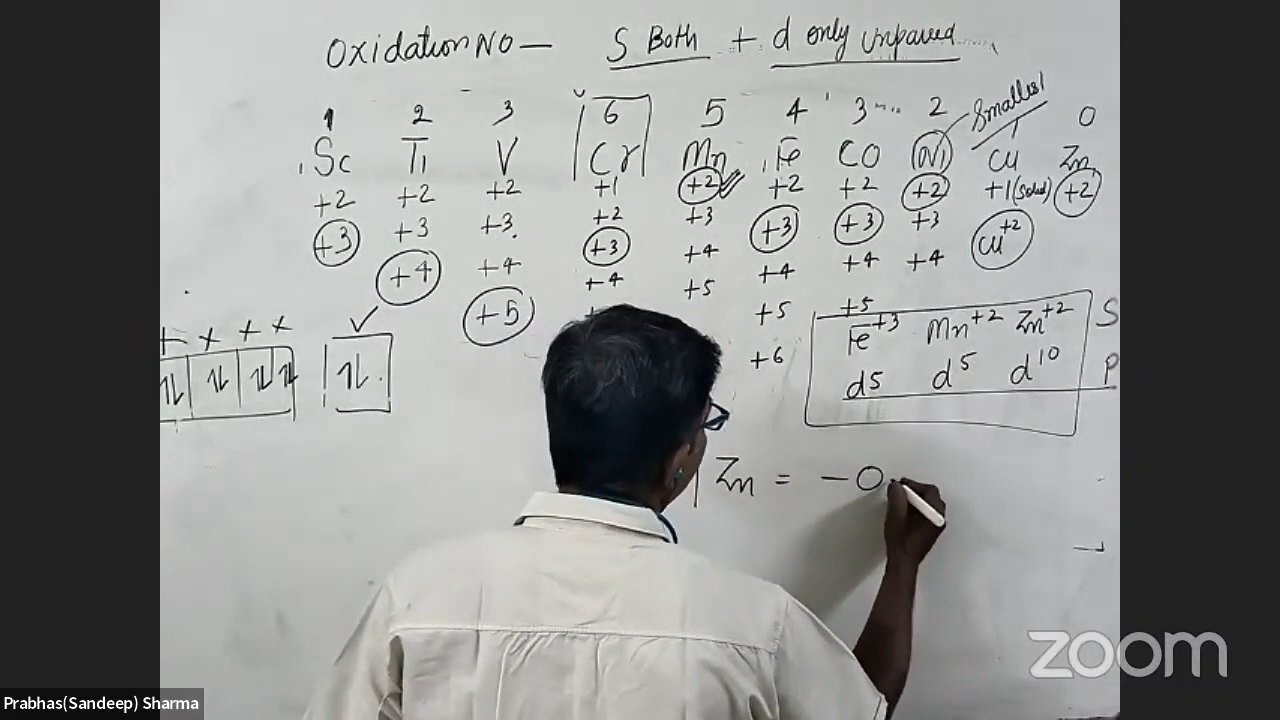 Oxidation NO — S Both + d only unpaired
1 2 3 6 5 4 3 2 Smallest 0
Sc Ti V Cr Mn Fe CO Ni Cu Zn
+2 +2 +2 +1 +2 +2 +2 +2 +1(Solid) +2
+3 +3 +3 +2 +3 +3 +3 +3 Cu+2
+4 +4 +3 +4 +4 +4 +4
+5 +4 +5 +5 +5
+6
Fe+3 Mn+2 Zn+2 S
d5 d5 d10 P
Zn = – 0
zoom
Prabhas(Sandeep) Sharma